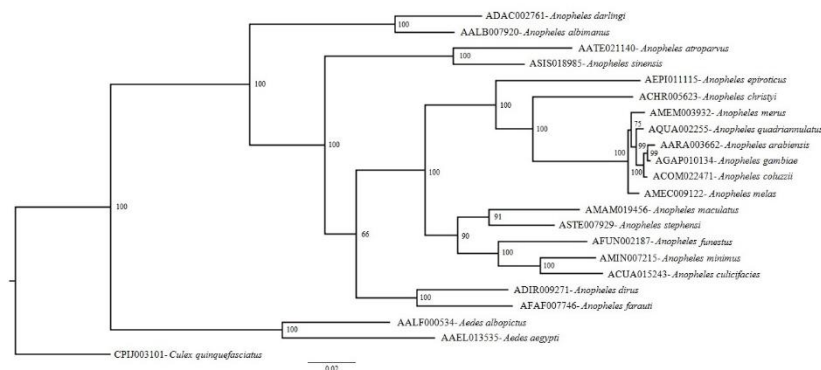 ADAC002761-Anopheles darlingi
100
AALB007920-Anopheles albimanus
AATE021140-Anopheles atroparvus
100
ASIS018985-Anopheles sinensis
100
AEPI011115-Anopheles epiroticus
100
ACHR005623-Anopheles christyi
AMEM003932-Anopheles merus
75
AQUA002255-Anopheles quadriannulatus
100
100
AARA003662-Anopheles arabiensis
99
99
100
AGAP010134-Anopheles gambiae
100
100
ACOM022471-Anopheles coluzzii
AMEC009122-Anopheles melas
100
AMAM019456-Anopheles maculatus
91
ASTE007929-Anopheles stephensi
66
90
AFUN002187-Anopheles funestus
100
AMIN007215-Anopheles minimus
100
ACUA015243-Anopheles culicifacies
ADIR009271-Anopheles dirus
100
AFAF007746-Anopheles farauti
AALF000534-Aedes albopictus
100
AAEL013535-Aedes aegypti
CPIJ003101-Culex quinquefasciatus
0.02